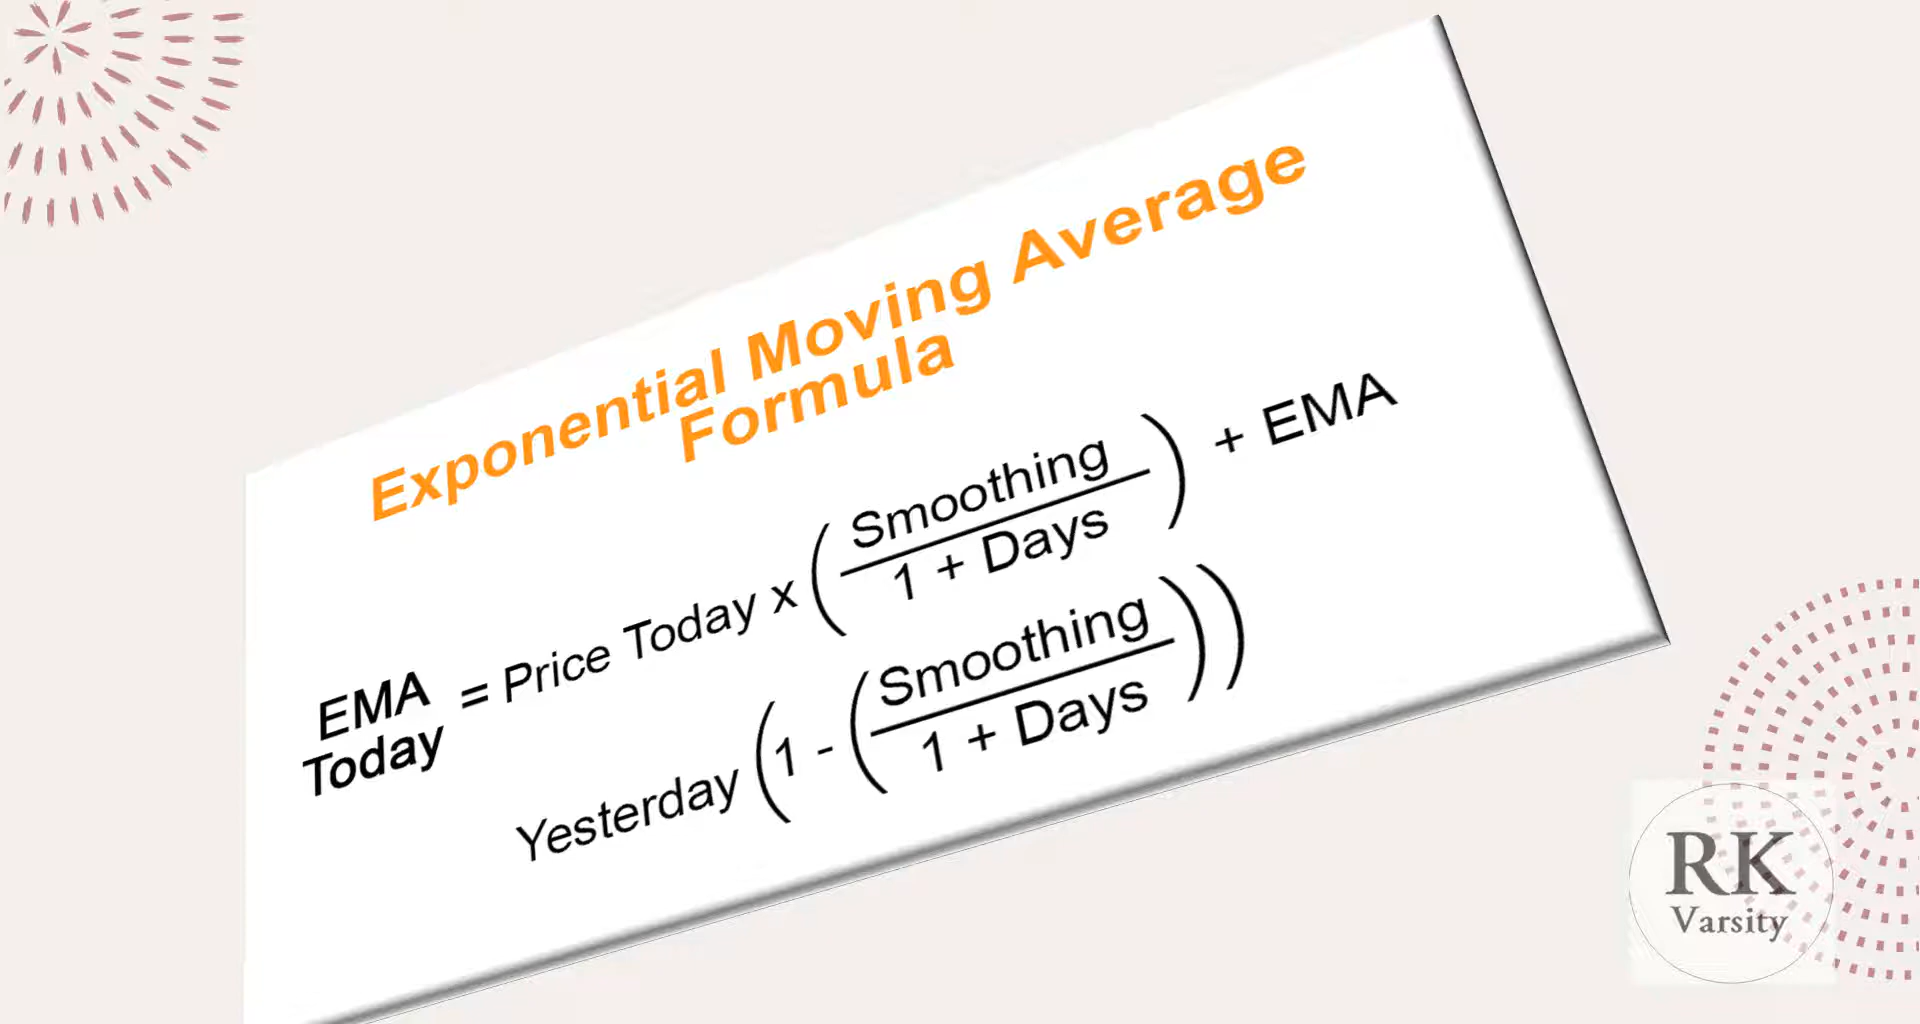 Exponential Moving Average
Formula
EMA
Today = Price Today x ( Smoothing / 1 + Days ) + EMA
Yesterday ( 1 - ( Smoothing / 1 + Days ) )
RK
Varsity